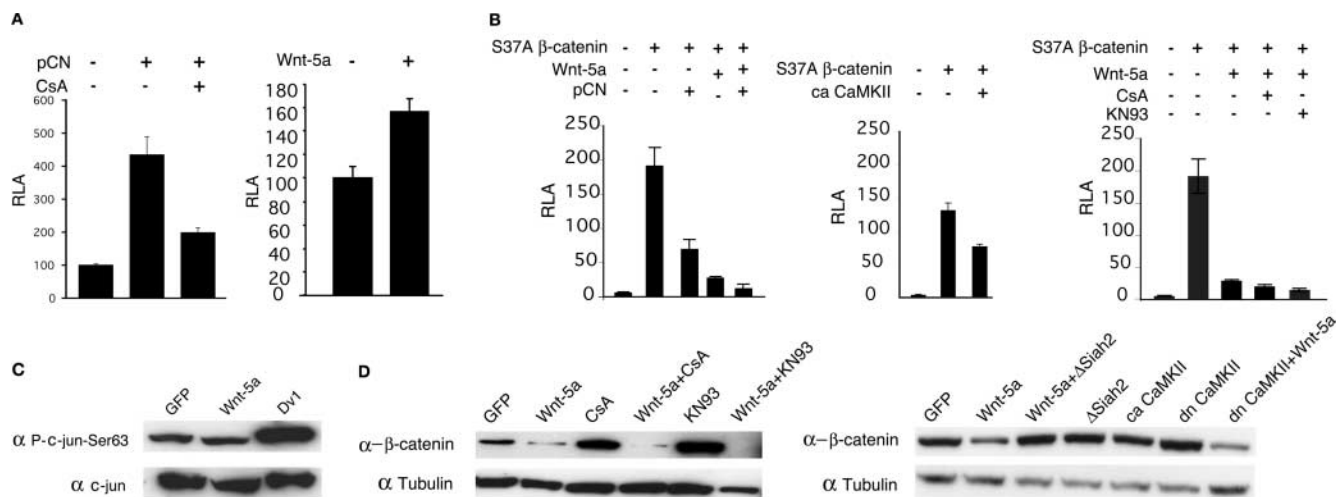 A
pCN - + +
CsA - - +
600
500
400
300
200
100
0
RLA
Wnt-5a - +
180
160
140
120
100
80
60
40
20
0
RLA
B
S37A β-catenin - + + + +
Wnt-5a - - - + +
pCN - - + - +
250
200
150
100
50
0
RLA
S37A β-catenin - + +
ca CaMKII - - +
250
200
150
100
50
0
RLA
S37A β-catenin - + + + +
Wnt-5a - - + + +
CsA - - - + -
KN93 - - - - +
250
200
150
100
50
0
RLA
C
GFP Wnt-5a Dv1
α P-c-jun-Ser63
α c-jun
D
GFP Wnt-5a CsA Wnt-5a+CsA KN93 Wnt-5a+KN93
α-β-catenin
α Tubulin
GFP Wnt-5a Wnt-5a+ΔSiah2 ΔSiah2 ca CaMKII dn CaMKII dn CaMKII+Wnt-5a
α-β-catenin
α Tubulin